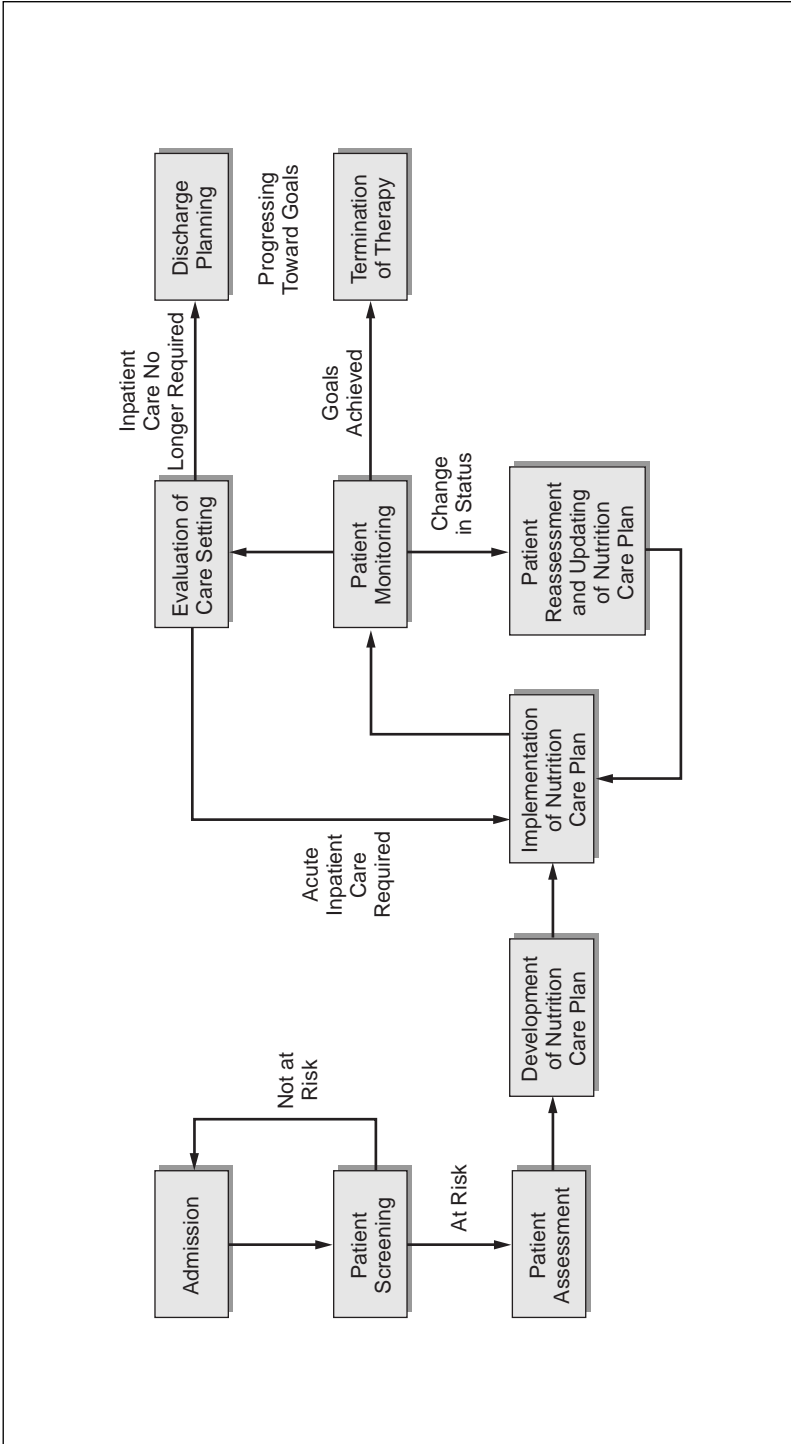 Admission
Not at
Risk
Patient
Screening
At Risk
Patient
Assessment
Development
of Nutrition
Care Plan
Implementation
of Nutrition
Care Plan
Acute
Inpatient
Care
Required
Evaluation of
Care Setting
Inpatient
Care No
Longer Required
Discharge
Planning
Patient
Monitoring
Progressing
Toward Goals
Goals
Achieved
Termination
of Therapy
Change
in Status
Patient
Reassessment
and Updating
of Nutrition
Care Plan